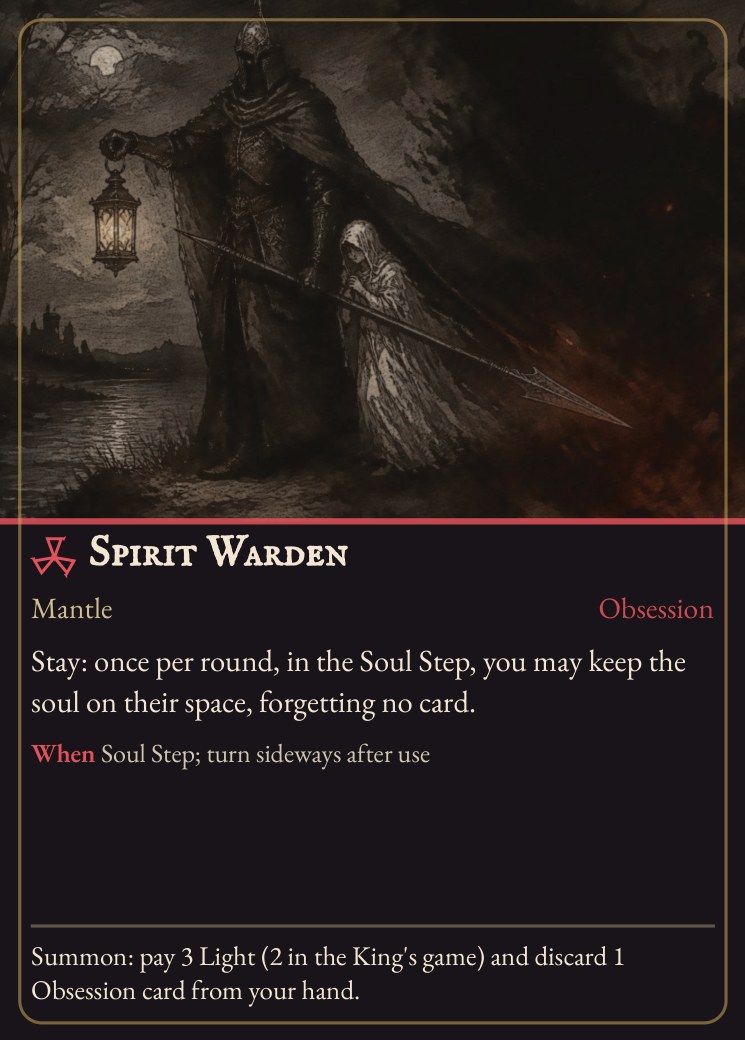 Spirit Warden
Mantle
Obsession
Stay: once per round, in the Soul Step, you may keep the
soul on their space, forgetting no card.
When Soul Step; turn sideways after use
Summon: pay 3 Light (2 in the King's game) and discard 1
Obsession card from your hand.